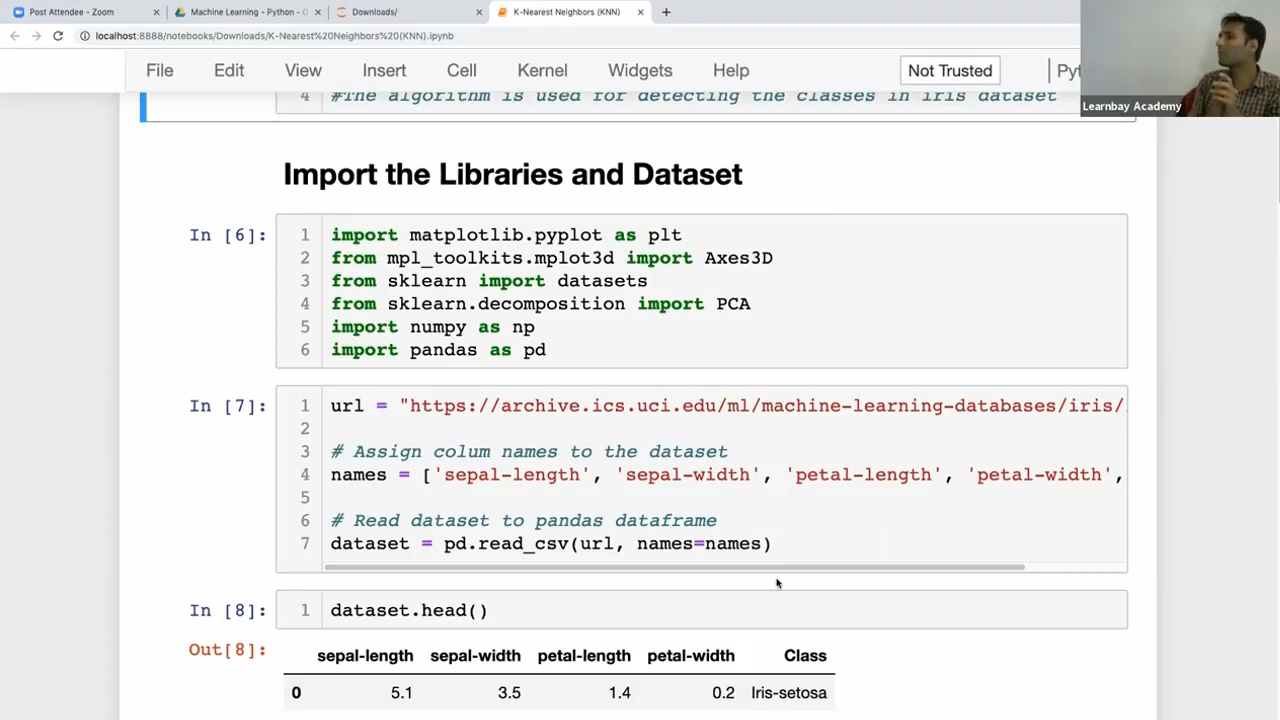 Post Attendee - Zoom
Machine Learning - Python -
Downloads/
K-Nearest Neighbors (KNN)
localhost:8888/notebooks/Downloads/K-Nearest%20Neighbors%20(KNN).ipynb
File Edit View Insert Cell Kernel Widgets Help Not Trusted
Learnbay Academy
4 #The algorithm is used for detecting the classes in iris dataset
Import the Libraries and Dataset
In [6]: 1 import matplotlib.pyplot as plt
2 from mpl_toolkits.mplot3d import Axes3D
3 from sklearn import datasets
4 from sklearn.decomposition import PCA
5 import numpy as np
6 import pandas as pd
In [7]: 1 url = "https://archive.ics.uci.edu/ml/machine-learning-databases/iris/
2
3 # Assign colum names to the dataset
4 names = ['sepal-length', 'sepal-width', 'petal-length', 'petal-width',
5
6 # Read dataset to pandas dataframe
7 dataset = pd.read_csv(url, names=names)
In [8]: 1 dataset.head()
Out[8]:
sepal-length sepal-width petal-length petal-width Class
0 5.1 3.5 1.4 0.2 Iris-setosa